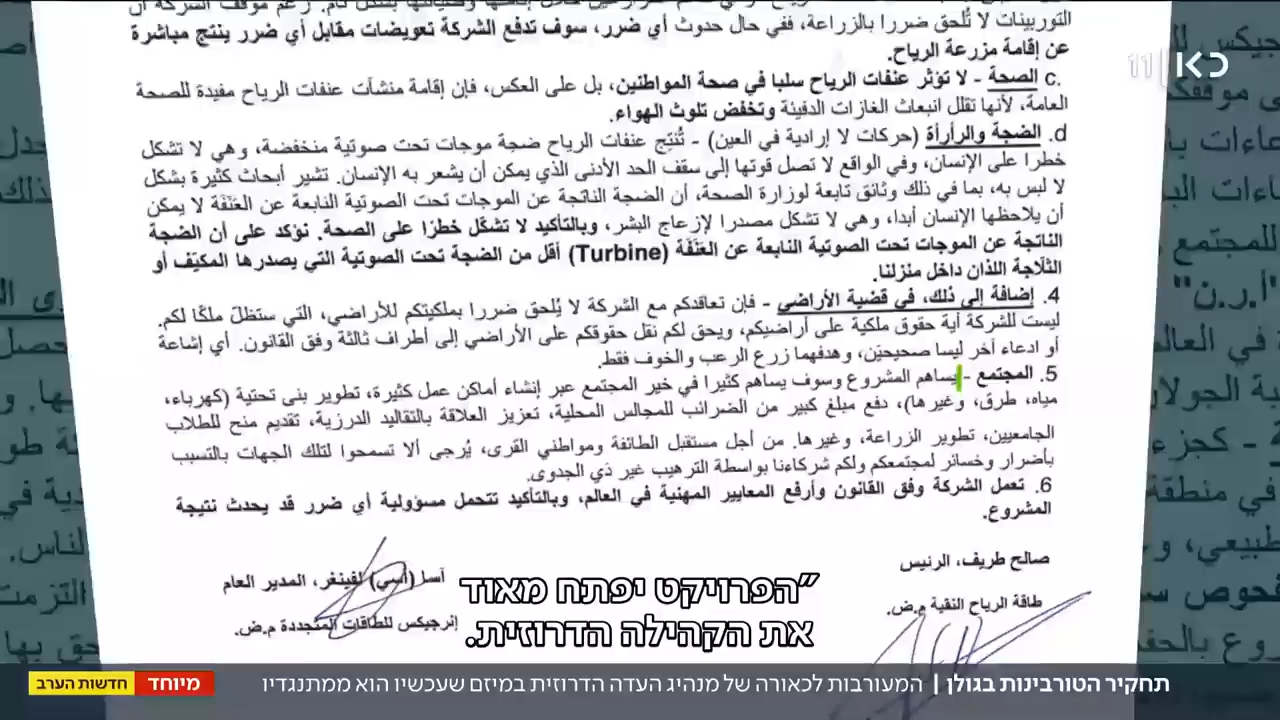 التوربينات لا تُلحق ضررا بالزراعة، ففي حال حدوث أي ضرر، سوف تدفع الشركة تعويضات مقابل أي ضرر ينتج مباشرة
عن إقامة مزرعة الرياح.
c. الصحة - لا تؤثر عنفات الرياح سلبا في صحة المواطنين، بل على العكس، فإن إقامة منشآت عنفات الرياح مفيدة للصحة
العامة، لأنها تقلل انبعاث الغازات الدفيئة وتخفض تلوث الهواء.
d. الضجة والرأرأة (حركات لا إرادية في العين) - تُنتِج عنفات الرياح ضجة موجات تحت صوتية منخفضة، وهي لا تشكل
خطرا على الإنسان، وفي الواقع لا تصل قوتها إلى سقف الحد الأدنى الذي يمكن أن يشعر به الإنسان. تشير أبحاث كثيرة بشكل
لا لبس به، بما في ذلك وثائق تابعة لوزارة الصحة، أن الضجة الناتجة عن الموجات تحت الصوتية النابعة عن العَنَفَة لا يمكن
أن يلاحظها الإنسان أبدا، وهي لا تشكل مصدرا لإزعاج البشر، وبالتأكيد لا تشكّل خطرًا على الصحة. نؤكد على أن الضجة
الناتجة عن الموجات تحت الصوتية النابعة عن العَنَفَة (Turbine) أقل من الضجة تحت الصوتية التي يصدرها المكيّف أو
الثلّاجة اللذان داخل منزلنا.
4. إضافة إلى ذلك، في قضية الأراضي - فإن تعاقدكم مع الشركة لا يُلحق ضررا بملكيتكم للأراضي، التي ستظلّ ملكًا لكم.
ليست للشركة أية حقوق ملكية على أراضيكم، ويحق لكم نقل حقوقكم على الأراضي إلى أطراف ثالثة وفق القانون. أي إشاعة
أو ادعاء آخر ليسا صحيحيّن، وهدفهما زرع الرعب والخوف فقط.
5. المجتمع - يساهم المشروع وسوف يساهم كثيرا في خير المجتمع عبر إنشاء أماكن عمل كثيرة، تطوير بنى تحتية (كهرباء،
مياه، طرق، وغيرها)، دفع مبلغ كبير من الضرائب للمجالس المحلية، تعزيز العلاقة بالتقاليد الدرزية، تقديم منح للطلاب
الجامعيين، تطوير الزراعة، وغيرها. من أجل مستقبل الطائفة ومواطني القرى، يُرجى ألا تسمحوا لتلك الجهات بالتسبب
بأضرار وخسائر لمجتمعكم ولكم شركاءنا بواسطة الترهيب غير ذي الجدوى.
6. تعمل الشركة وفق القانون وأرفع المعايير المهنية في العالم، وبالتأكيد تتحمل مسؤولية أي ضرر قد يحدث نتيجة
المشروع.
صالح طريف، الرئيس
طاقة الرياح النقية م.ض.
آسا (آسي) لفينغر، المدير العام
إنرجيكس للطاقات المتجددة م.ض.
כאן 11
"הפרויקט יפתח מאוד
את הקהילה הדרוזית.
תחקיר הטורבינות בגולן | המעורבות לכאורה של מנהיג העדה הדרוזית במיזם שעכשיו הוא ממתנגדיו
מיוחד
חדשות הערב